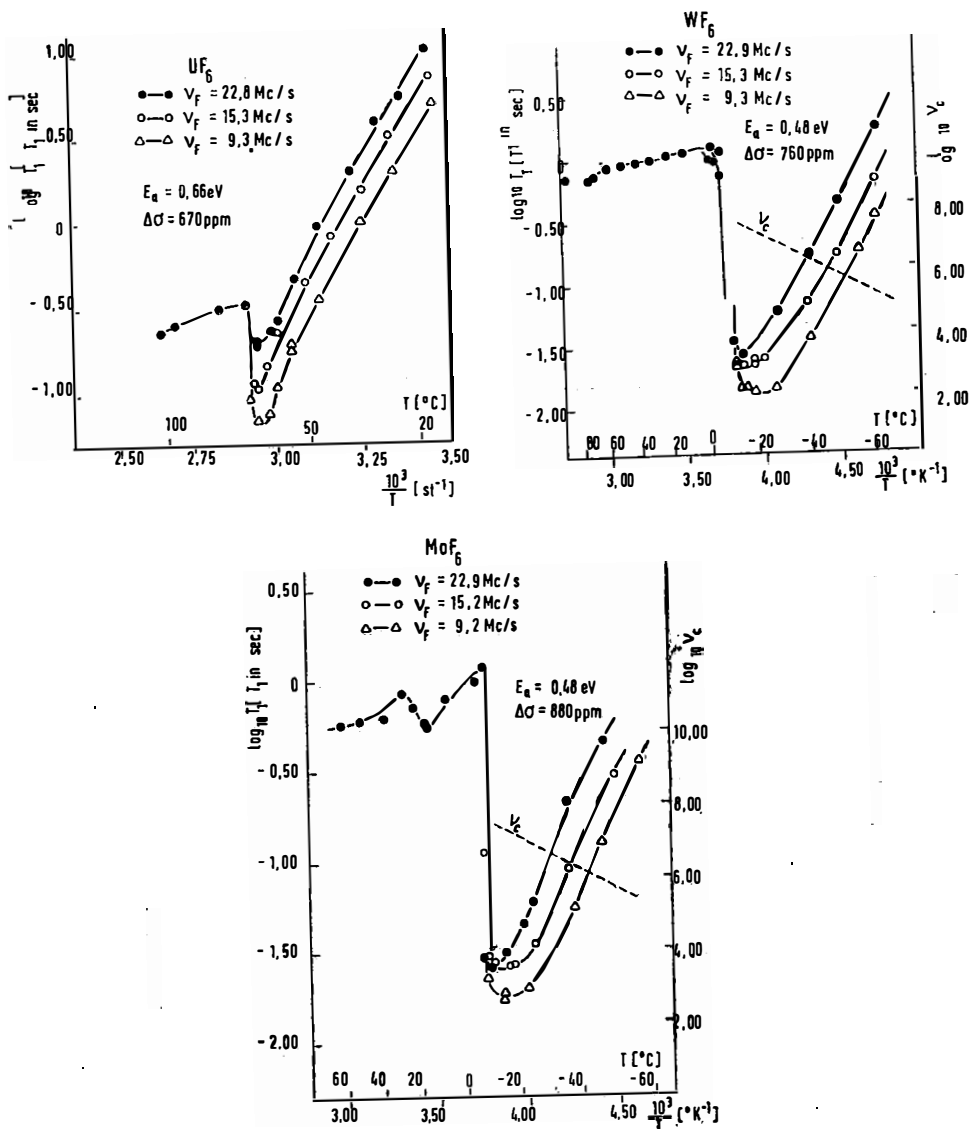 UF6
●—● νF = 22,8 Mc/s
○—○ νF = 15,3 Mc/s
△—△ νF = 9,3 Mc/s
Ea = 0,66eV
Δσ = 670ppm
1,00
0,50
0
- 0,50
- 1,00
T [°C]
100
50
20
2,50
2,75
3,00
3,25
3,50
10³/T [st⁻¹]
WF6
●—● νF = 22,9 Mc/s
○—○ νF = 15,3 Mc/s
△—△ νF = 9,3 Mc/s
Ea = 0,48 eV
Δσ = 760ppm
0,50
0
- 0,50
- 1,00
- 1,50
- 2,00
νc
8,00
6,00
4,00
2,00
T [°C]
80
60
40
20
0
-20
-40
-60
3,00
3,50
4,00
4,50
10³/T [°K⁻¹]
MoF6
●—● νF = 22,9 Mc/s
○—○ νF = 15,2 Mc/s
△—△ νF = 9,2 Mc/s
Ea = 0,48 eV
Δσ = 880ppm
log10 T1 [T1 in sec]
0,50
0
- 0,50
- 1,00
- 1,50
- 2,00
log10 νc
νc
10,00
8,00
6,00
4,00
2,00
T [°C]
60
40
20
0
-20
-40
-60
3,00
3,50
4,00
4,50
10³/T [°K⁻¹]